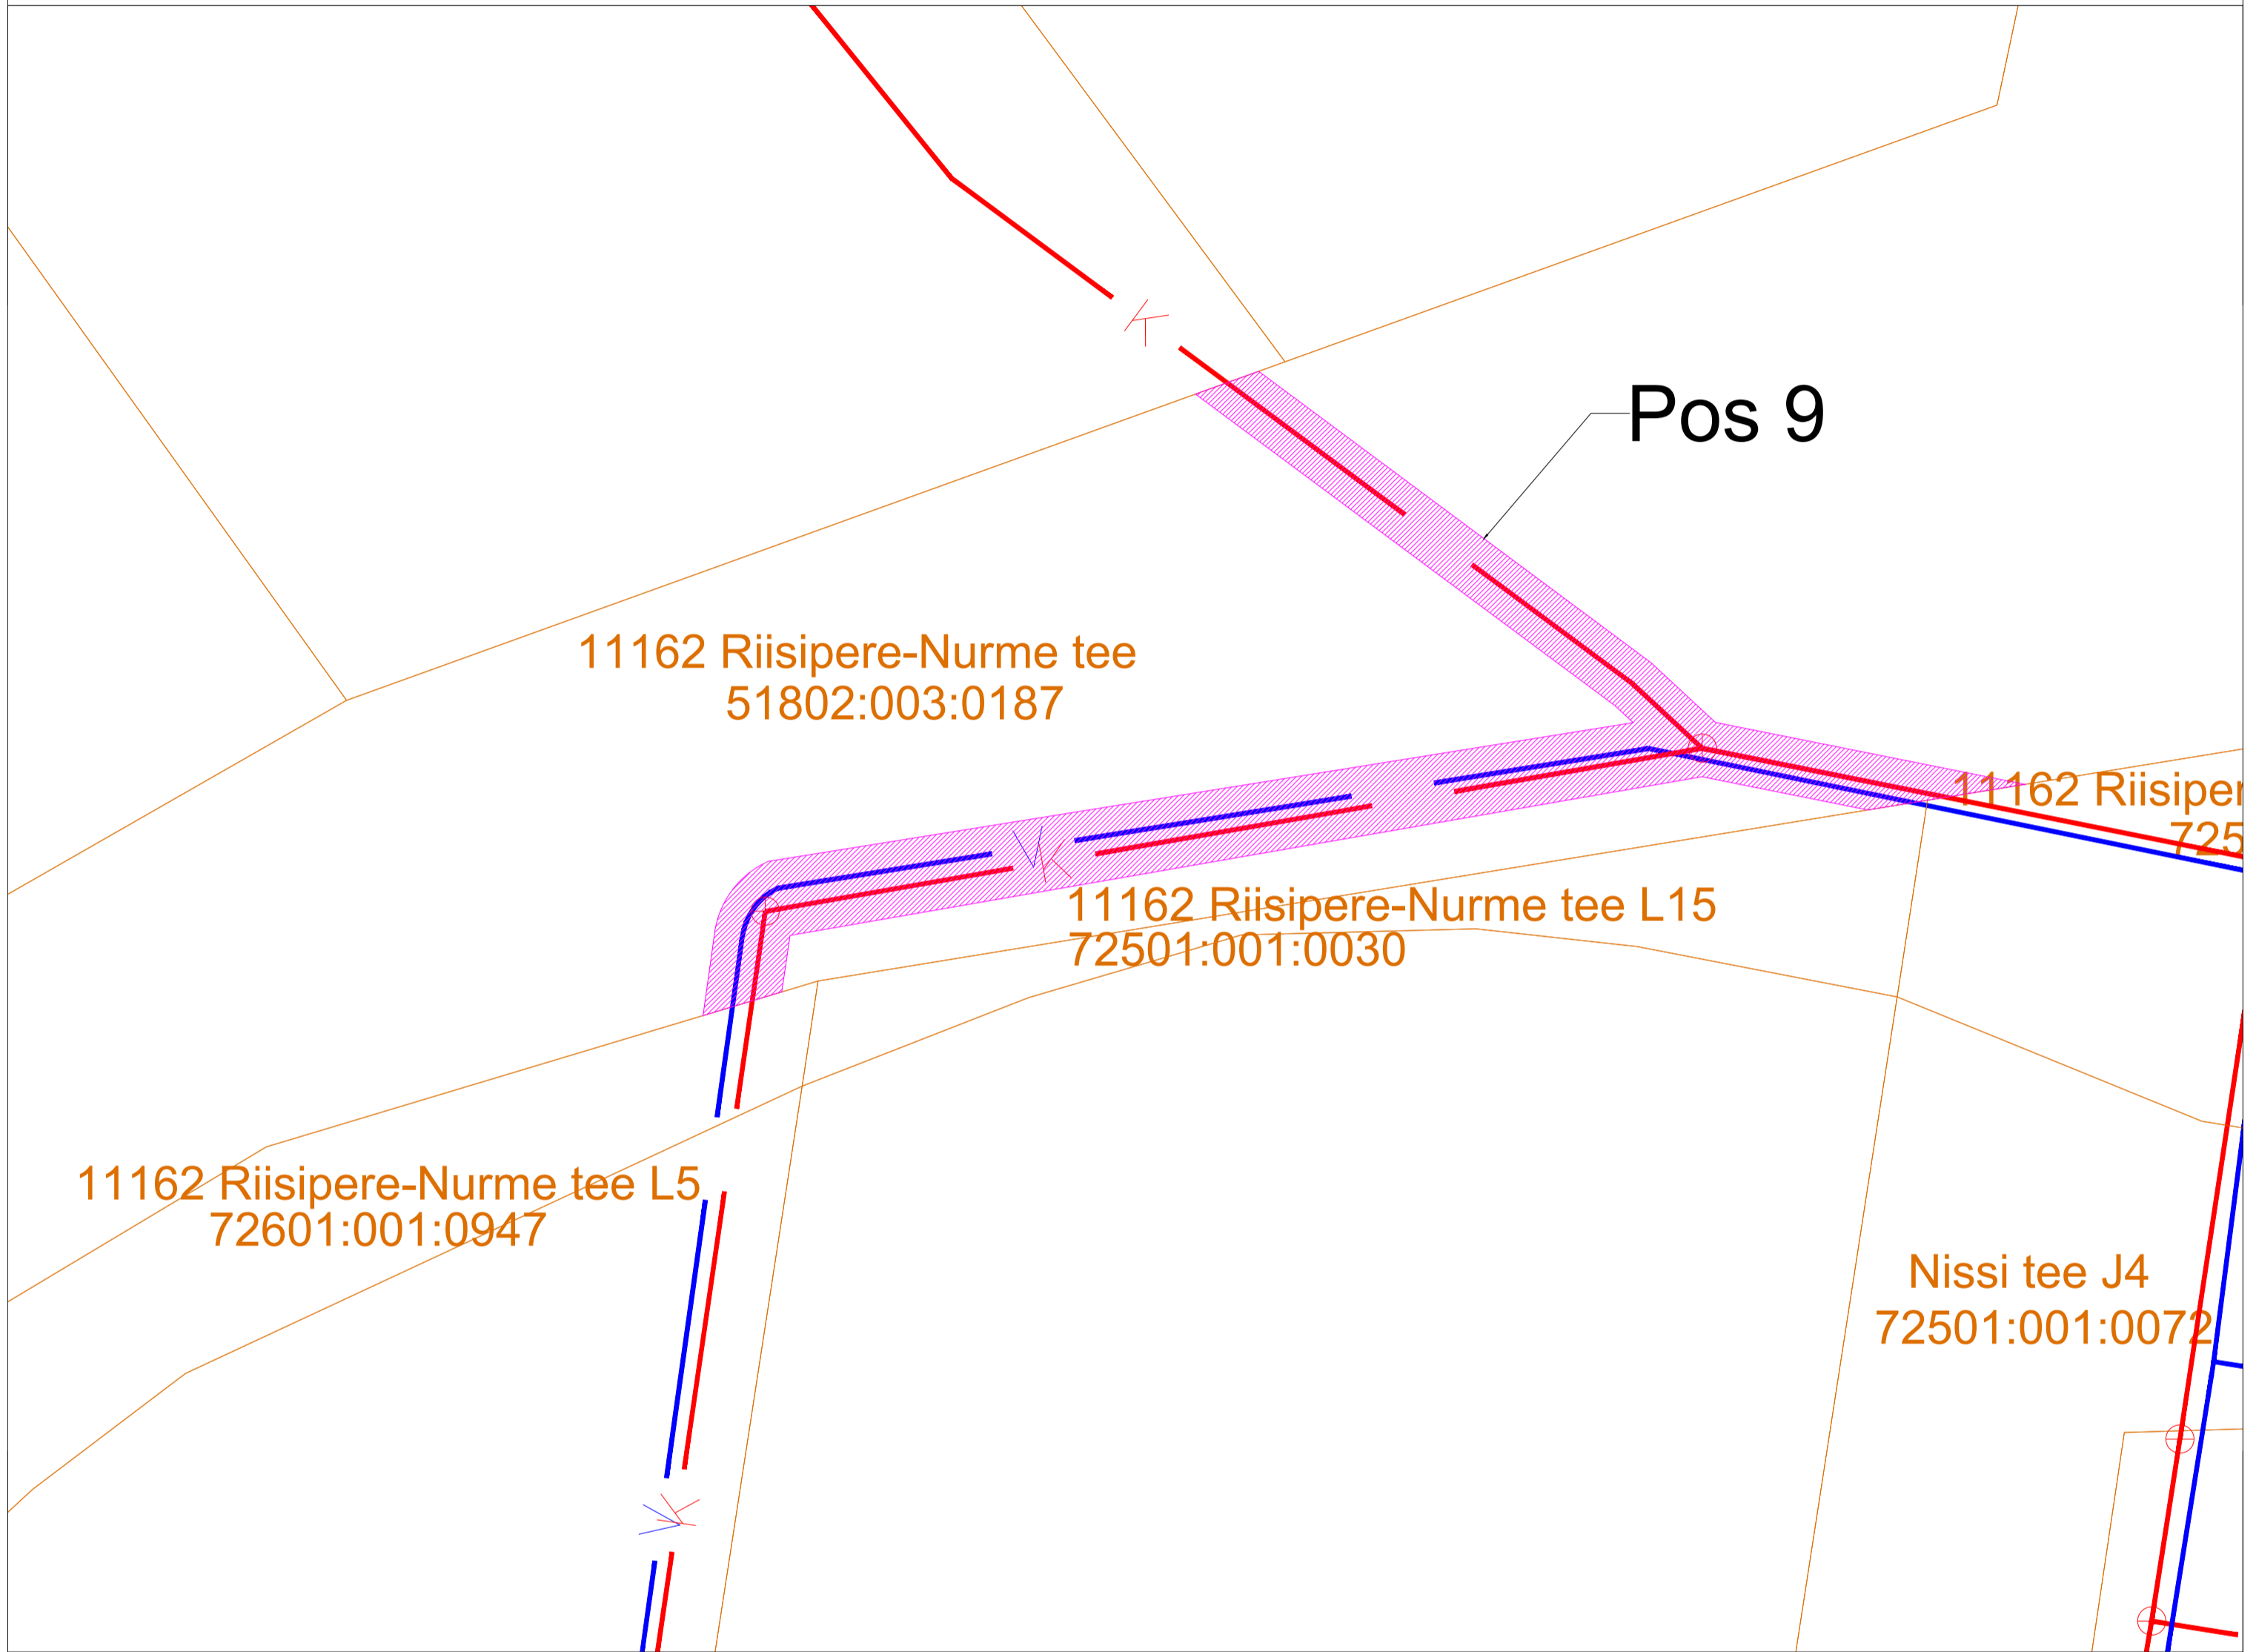 K
Pos 9
11162 Riisipere-Nurme tee
51802:003:0187
11162 Riisiper
725
V
K
11162 Riisipere-Nurme tee L15
72501:001:0030
11162 Riisipere-Nurme tee L5
72601:001:0947
Nissi tee J4
72501:001:0072
V
K